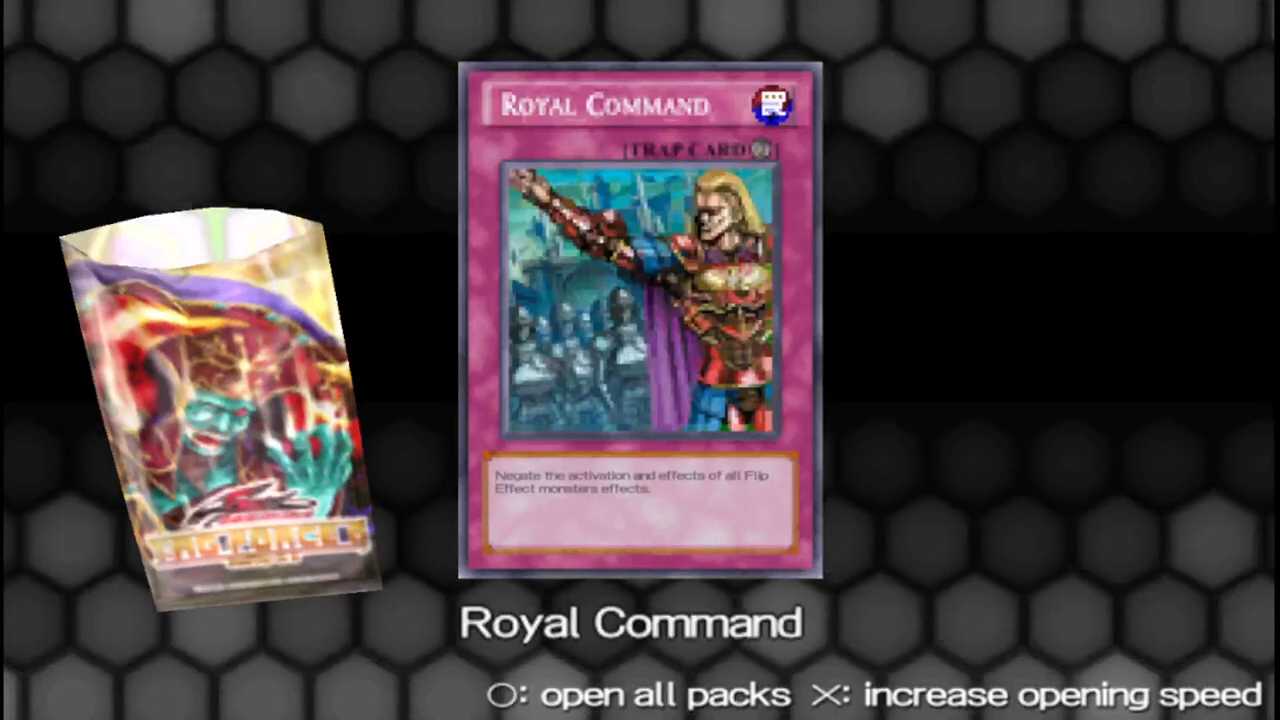 ROYAL COMMAND
[TRAP CARD]
Negate the activation and effects of all Flip
Effect monsters effects.
Royal Command
○: open all packs ✕: increase opening speed